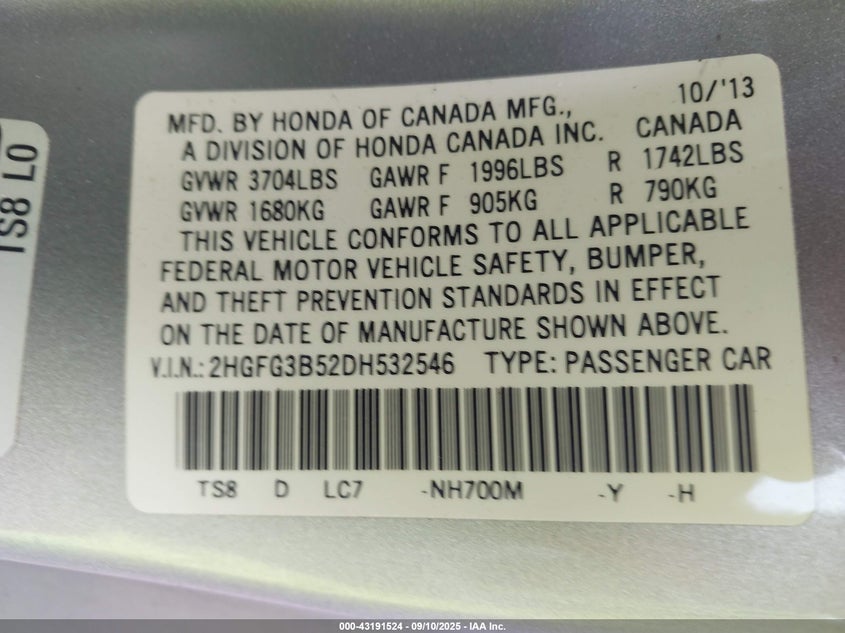 10/'13
MFD. BY HONDA OF CANADA MFG.,
A DIVISION OF HONDA CANADA INC. CANADA
GVWR 3704LBS GAWR F 1996LBS R 1742LBS
GVWR 1680KG GAWR F 905KG R 790KG
THIS VEHICLE CONFORMS TO ALL APPLICABLE
FEDERAL MOTOR VEHICLE SAFETY, BUMPER,
AND THEFT PREVENTION STANDARDS IN EFFECT
ON THE DATE OF MANUFACTURE SHOWN ABOVE.
V.I.N.: 2HGFG3B52DH532546 TYPE: PASSENGER CAR
TS8 D LC7 -NH700M -Y -H
TS8 LO
000-43191524 - 09/10/2025 - IAA Inc.